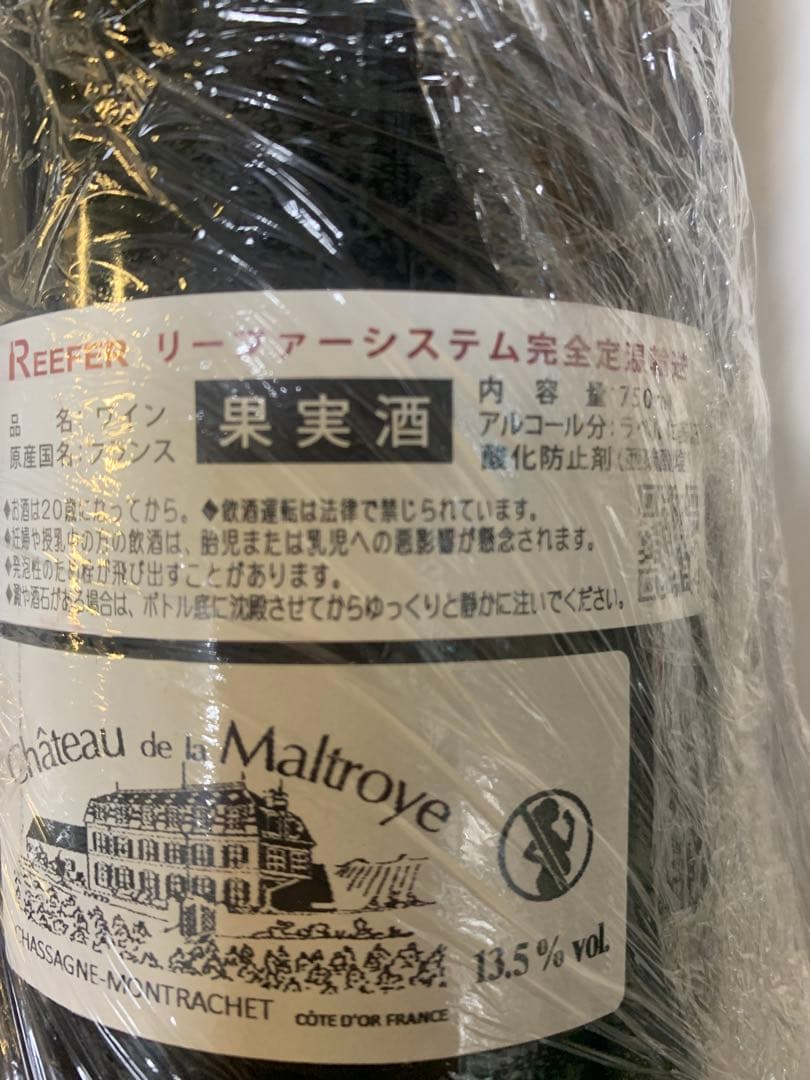 REEFER リーファーシステム完全定温輸送
品 名:ワイン
原産国名:フランス
果実酒
内 容 量:750
アルコール分:ラベル
酸化防止剤(亜硫酸塩)
◆お酒は20歳になってから。◆飲酒運転は法律で禁じられています。
◆妊婦や授乳中の方の飲酒は、胎児または乳児への悪影響が懸念されます。
◆発泡性のため栓が飛び出すことがあります。
◆澱や酒石がある場合は、ボトル底に沈殿させてからゆっくりと静かに注いでください。
Château de la Maltroye
CHASSAGNE-MONTRACHET
CÔTE D'OR FRANCE
13.5% vol.